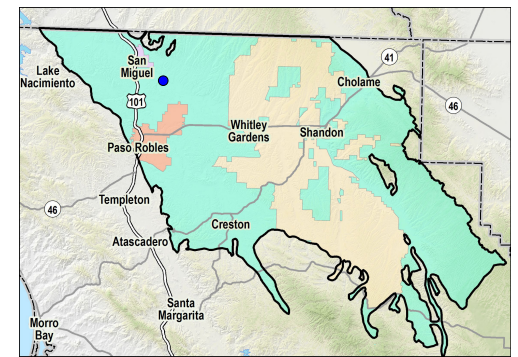 San
Miguel
Lake
Nacimiento
41
Cholame
46
101
Whitley
Gardens
Shandon
Paso Robles
Templeton
46
Creston
Atascadero
Santa
Margarita
Morro
Bay